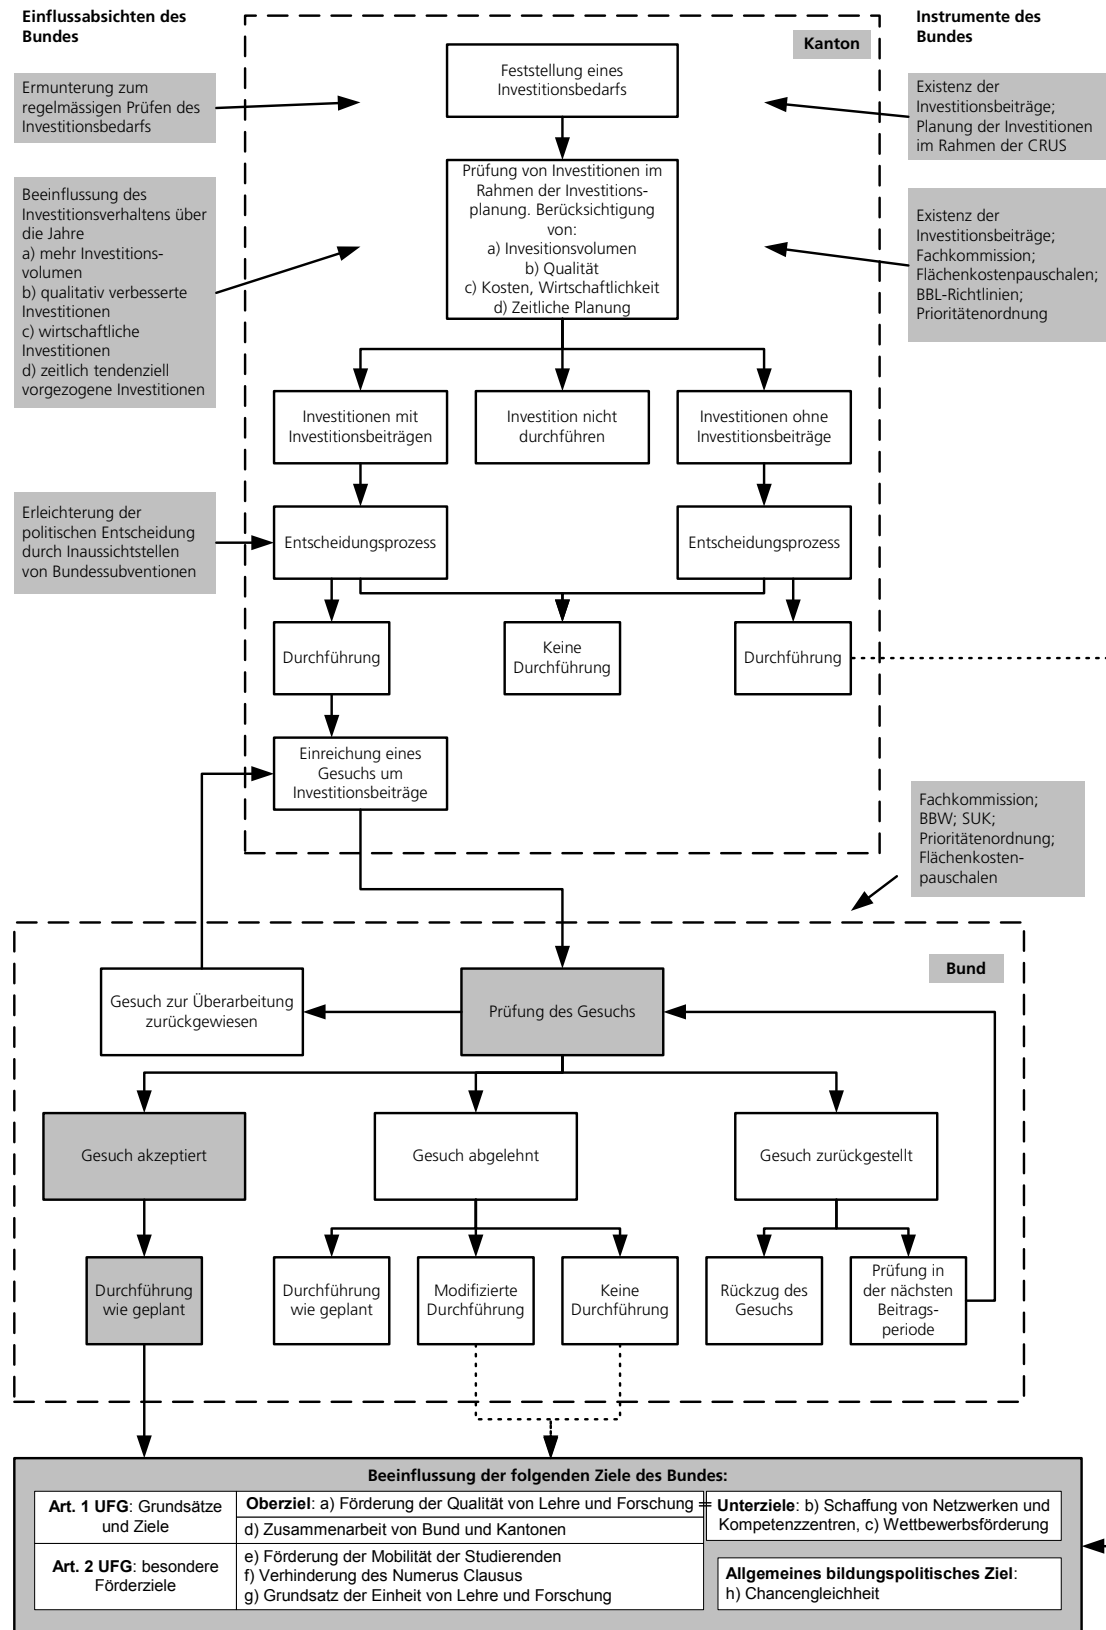 Einflussabsichten des
Bundes
Kanton
Instrumente des
Bundes
Feststellung eines
Investitionsbedarfs
Ermunterung zum
regelmässigen Prüfen des
Investitionsbedarfs
Existenz der
Investitionsbeiträge;
Planung der Investitionen
im Rahmen der CRUS
Prüfung von Investitionen im
Rahmen der Investitions-
planung. Berücksichtigung
von:
a) Invesitionsvolumen
b) Qualität
c) Kosten, Wirtschaftlichkeit
d) Zeitliche Planung
Beeinflussung des
Investitionsverhaltens über
die Jahre
a) mehr Investitions-
volumen
b) qualitativ verbesserte
Investitionen
c) wirtschaftliche
Investitionen
d) zeitlich tendenziell
vorgezogene Investitionen
Existenz der
Investitionsbeiträge;
Fachkommission;
Flächenkostenpauschalen;
BBL-Richtlinien;
Prioritätenordnung
Investitionen mit
Investitionsbeiträgen
Investition nicht
durchführen
Investitionen ohne
Investitionsbeiträge
Erleichterung der
politischen Entscheidung
durch Inaussichtstellen
von Bundessubventionen
Entscheidungsprozess
Entscheidungsprozess
Durchführung
Keine
Durchführung
Durchführung
Einreichung eines
Gesuchs um
Investitionsbeiträge
Fachkommission;
BBW; SUK;
Prioritätenordnung;
Flächenkosten-
pauschalen
Bund
Gesuch zur Überarbeitung
zurückgewiesen
Prüfung des Gesuchs
Gesuch akzeptiert
Gesuch abgelehnt
Gesuch zurückgestellt
Durchführung
wie geplant
Durchführung
wie geplant
Modifizierte
Durchführung
Keine
Durchführung
Rückzug des
Gesuchs
Prüfung in
der nächsten
Beitrags-
periode
Beeinflussung der folgenden Ziele des Bundes:
Art. 1 UFG: Grundsätze
und Ziele
Oberziel: a) Förderung der Qualität von Lehre und Forschung =
d) Zusammenarbeit von Bund und Kantonen
Unterziele: b) Schaffung von Netzwerken und
Kompetenzzentren, c) Wettbewerbsförderung
Art. 2 UFG: besondere
Förderziele
e) Förderung der Mobilität der Studierenden
f) Verhinderung des Numerus Clausus
g) Grundsatz der Einheit von Lehre und Forschung
Allgemeines bildungspolitisches Ziel:
h) Chancengleichheit